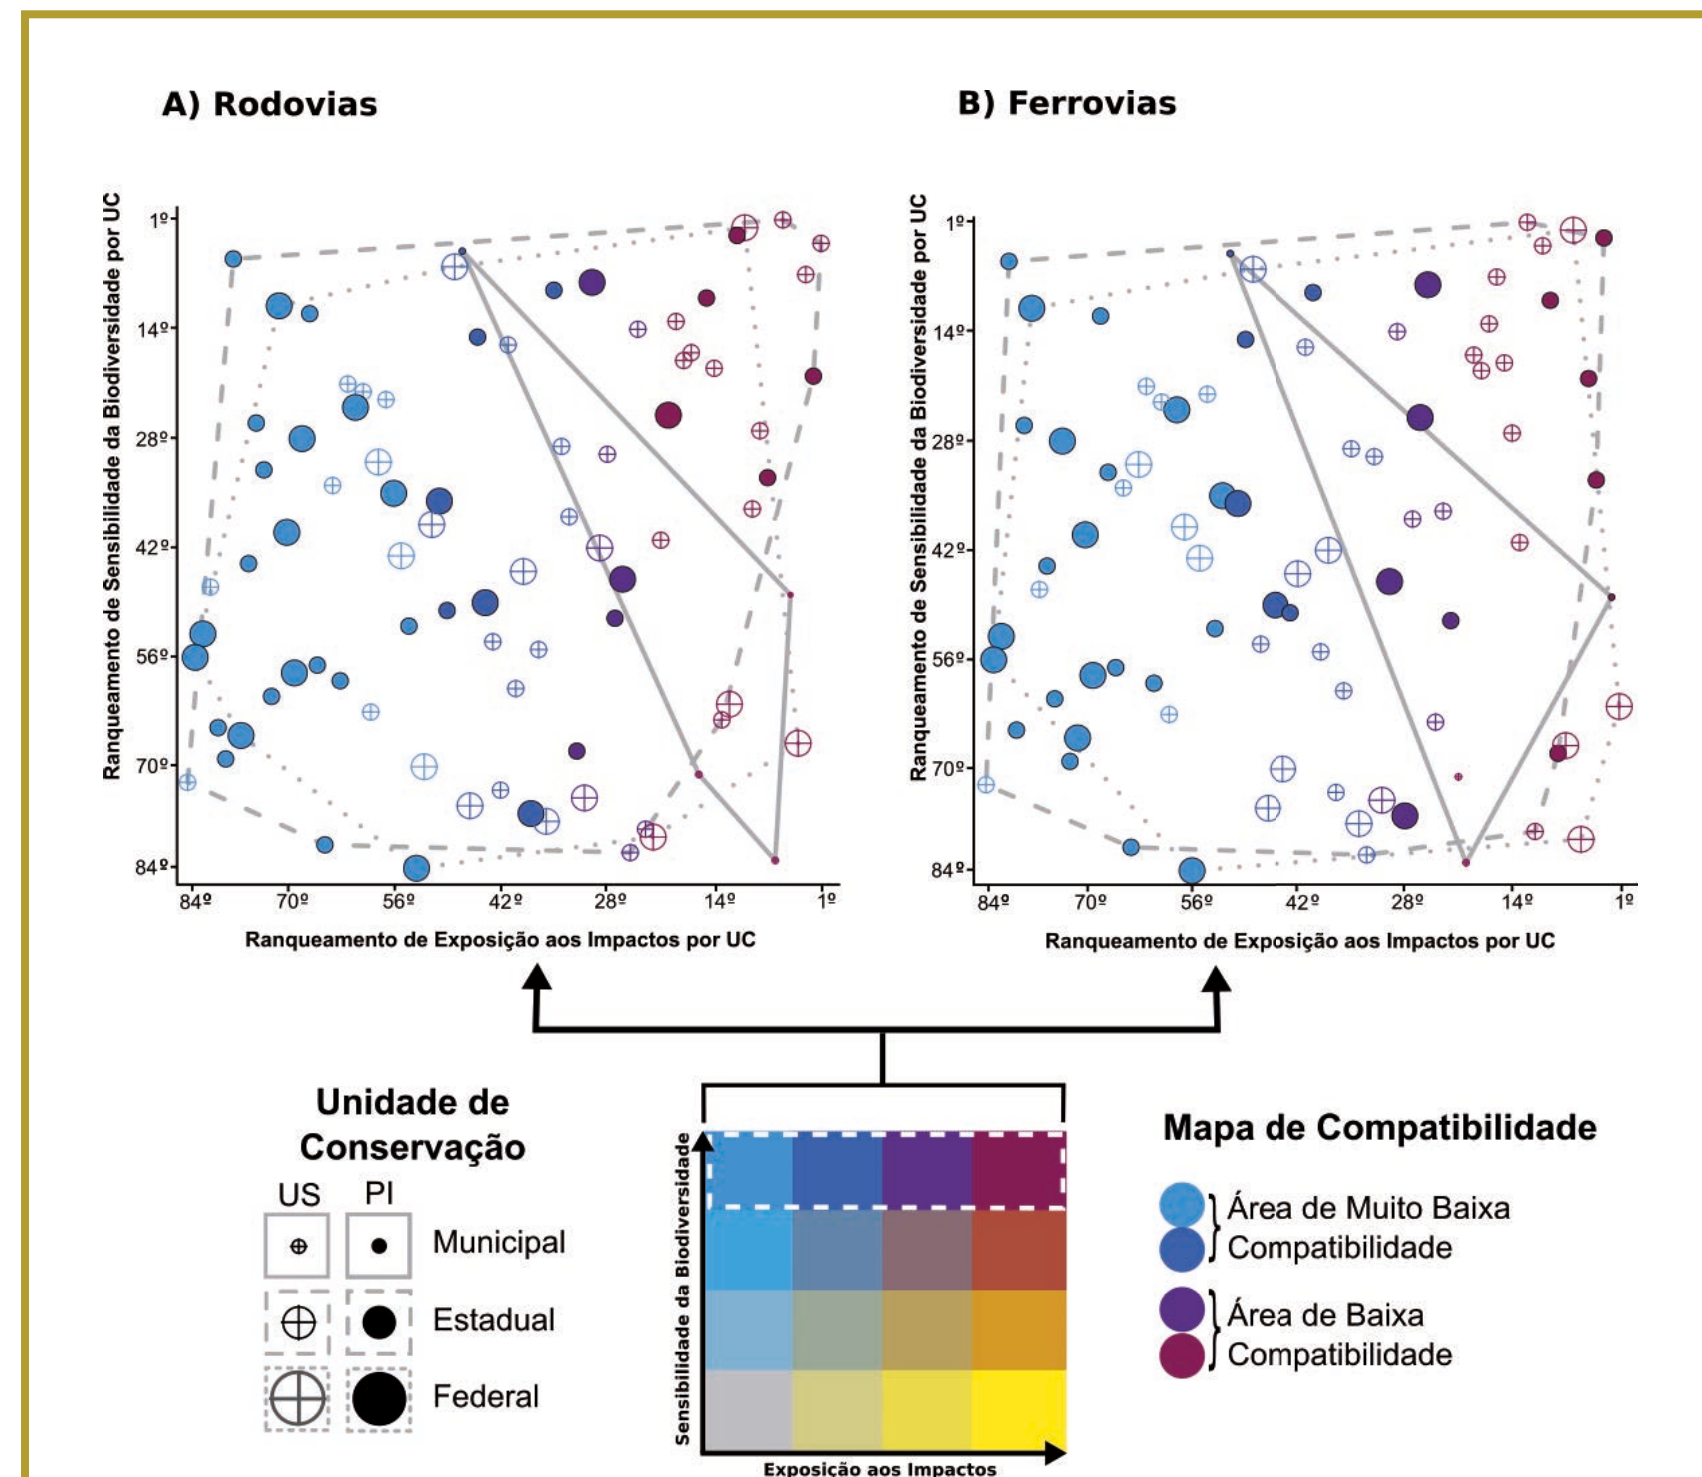 A) Rodovias
Ranqueamento de Sensibilidade da Biodiversidade por UC
1º
14º
28º
42º
56º
70º
84º
84º
70º
56º
42º
28º
14º
1º
Ranqueamento de Exposição aos Impactos por UC
B) Ferrovias
Ranqueamento de Sensibilidade da Biodiversidade por UC
1º
14º
28º
42º
56º
70º
84º
84º
70º
56º
42º
28º
14º
1º
Ranqueamento de Exposição aos Impactos por UC
Unidade de
Conservação
US PI
Municipal
Estadual
Federal
Sensibilidade da Biodiversidade
Exposição aos Impactos
Mapa de Compatibilidade
Área de Muito Baixa
Compatibilidade
Área de Baixa
Compatibilidade